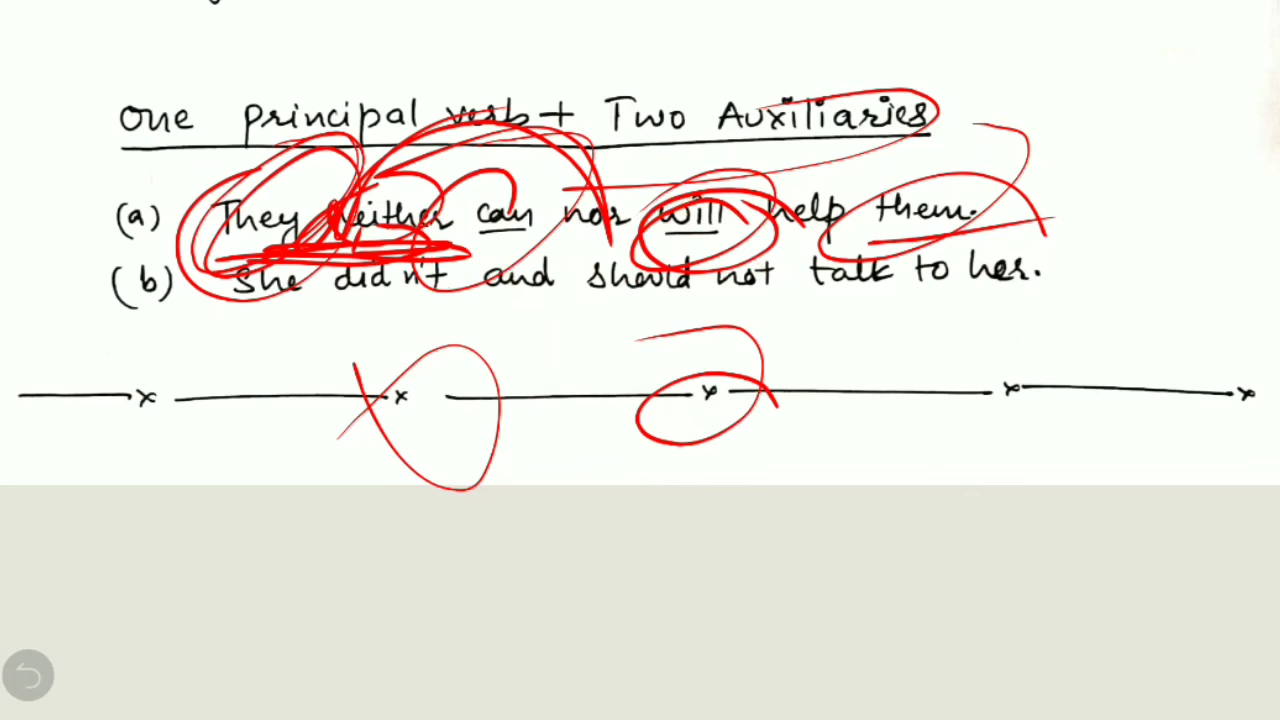 One principal verb + Two Auxiliaries
(a) They neither can nor will help them.
(b) She didn't and should not talk to her.